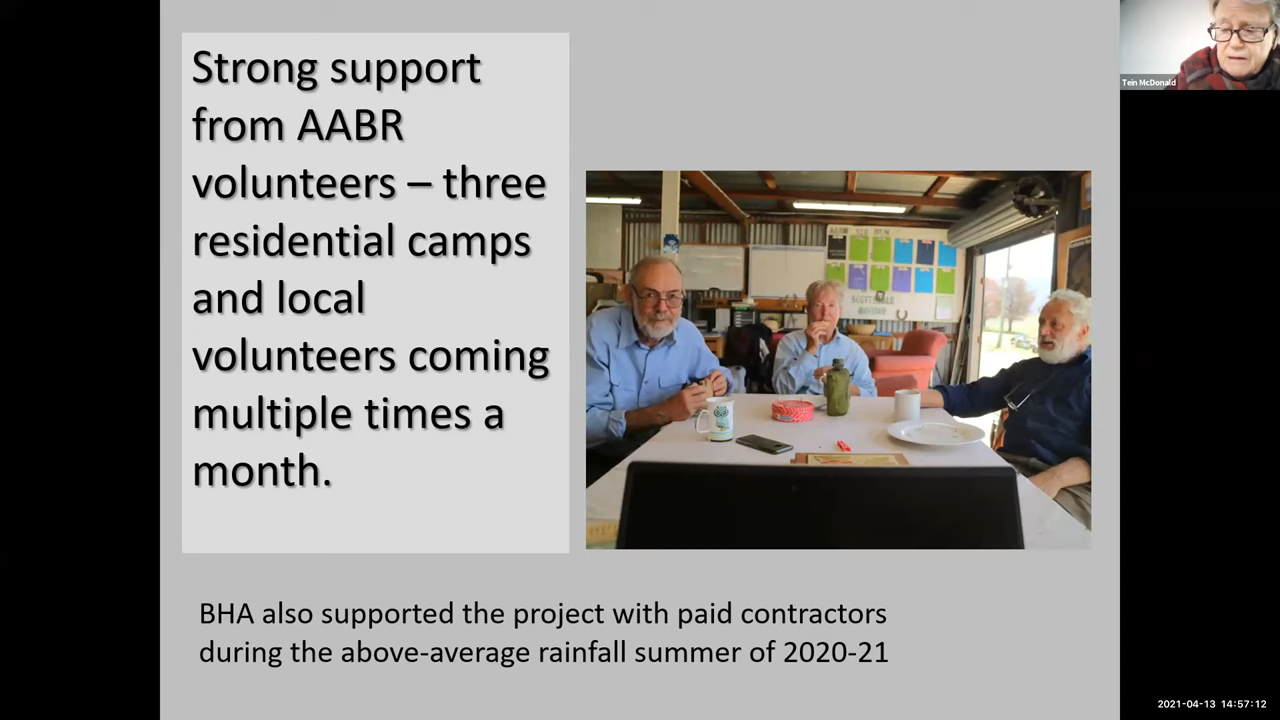 Strong support
from AABR
volunteers – three
residential camps
and local
volunteers coming
multiple times a
month.
BHA also supported the project with paid contractors
during the above-average rainfall summer of 2020-21
Tein McDonald
2021-04-13 14:57:12